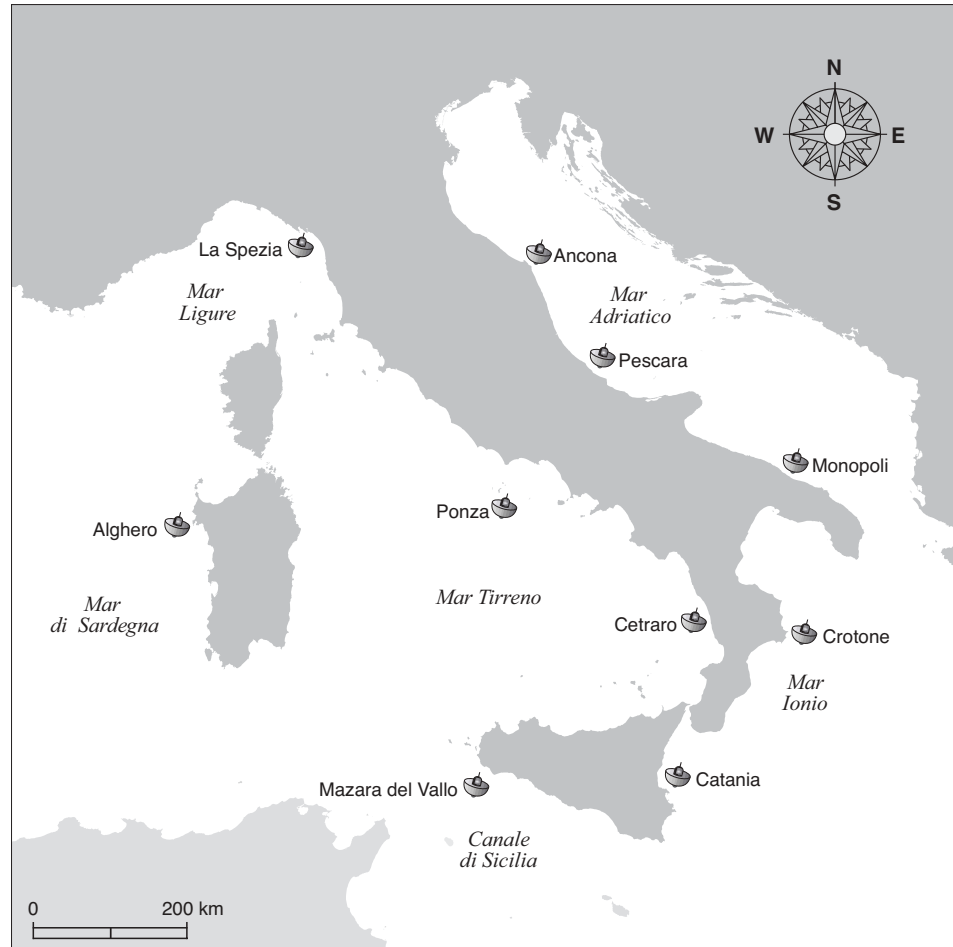 N
W E
S
La Spezia
Ancona
Mar
Ligure
Mar
Adriatico
Pescara
Monopoli
Ponza
Alghero
Mar Tirreno
Mar
di Sardegna
Cetraro
Crotone
Mar
Ionio
Catania
Mazara del Vallo
Canale
di Sicilia
0 200 km